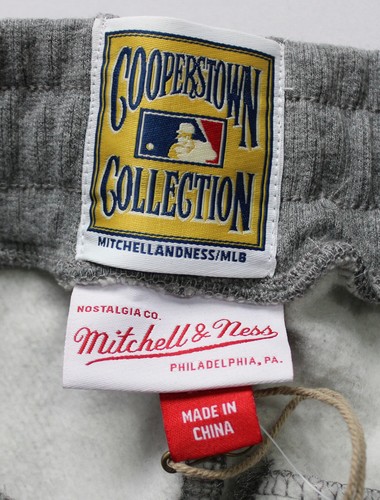 COOPERSTOWN
COLLECTION
MITCHELLANDNESS/MLB
NOSTALGIA CO.
Mitchell & Ness
PHILADELPHIA, PA.
MADE IN
CHINA